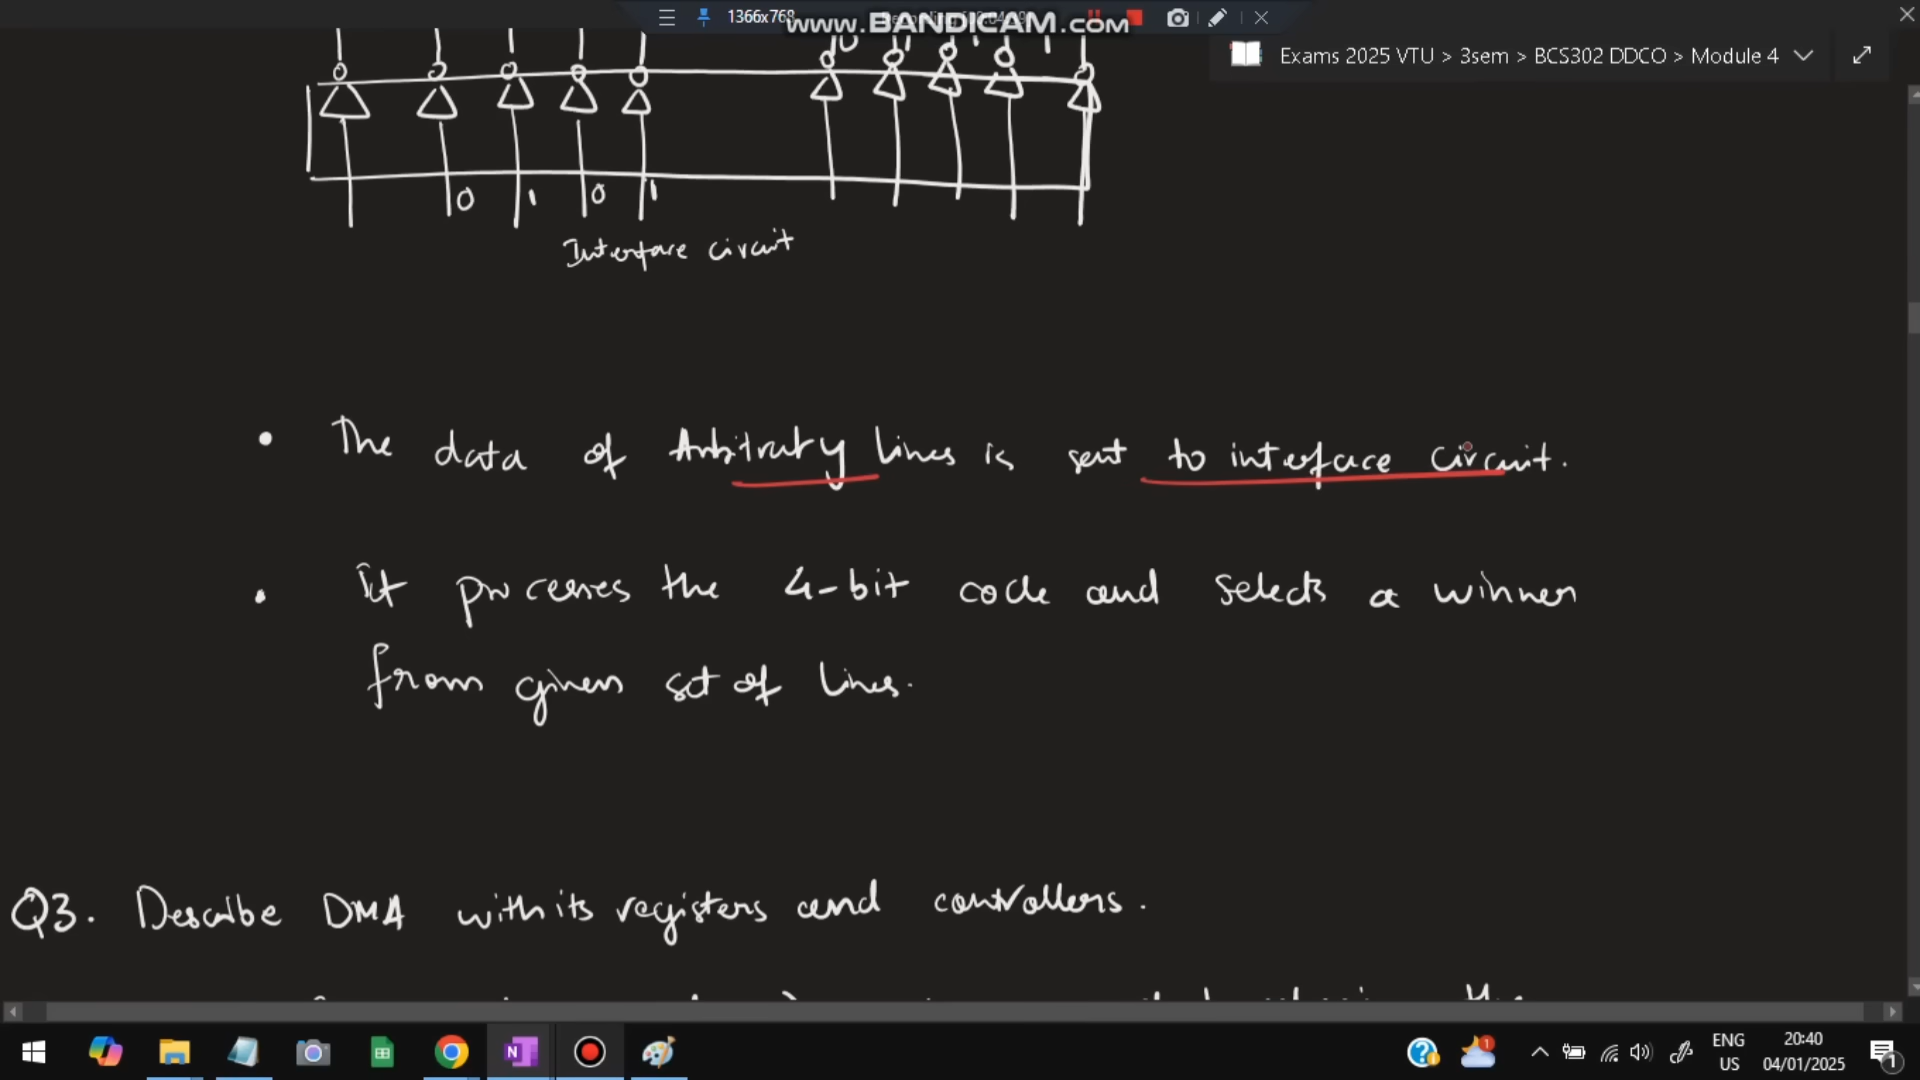 1366x768
www.BANDICAM.com
Exams 2025 VTU > 3sem > BCS302 DDCO > Module 4
0 1 0 1
Interface circuit
• The data of Arbitraty Lines is sent to interface circuit.
• it processes the 4-bit code and selects a winner
from given set of lines.
Q3. Describe DMA with its registers and controllers.
ENG
US
20:40
04/01/2025
1